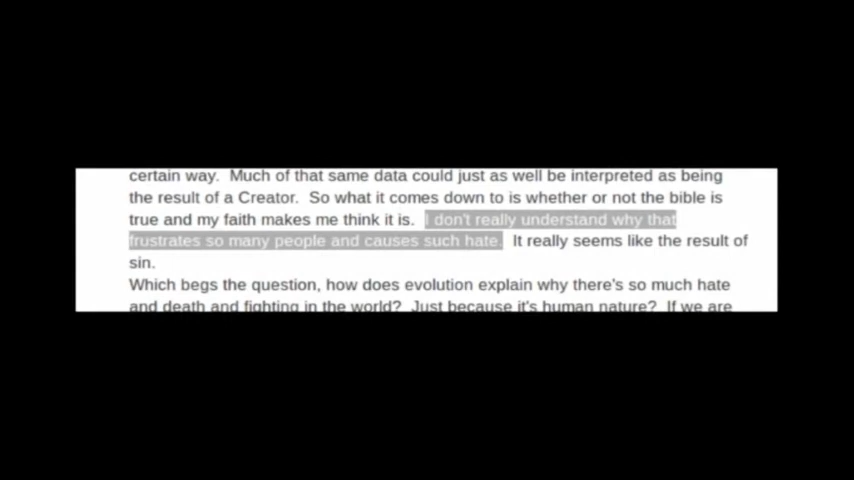 certain way.  Much of that same data could just as well be interpreted as being
the result of a Creator.  So what it comes down to is whether or not the bible is
true and my faith makes me think it is.  I don't really understand why that
frustrates so many people and causes such hate.  It really seems like the result of
sin.
Which begs the question, how does evolution explain why there's so much hate
and death and fighting in the world?  Just because it's human nature?  If we are